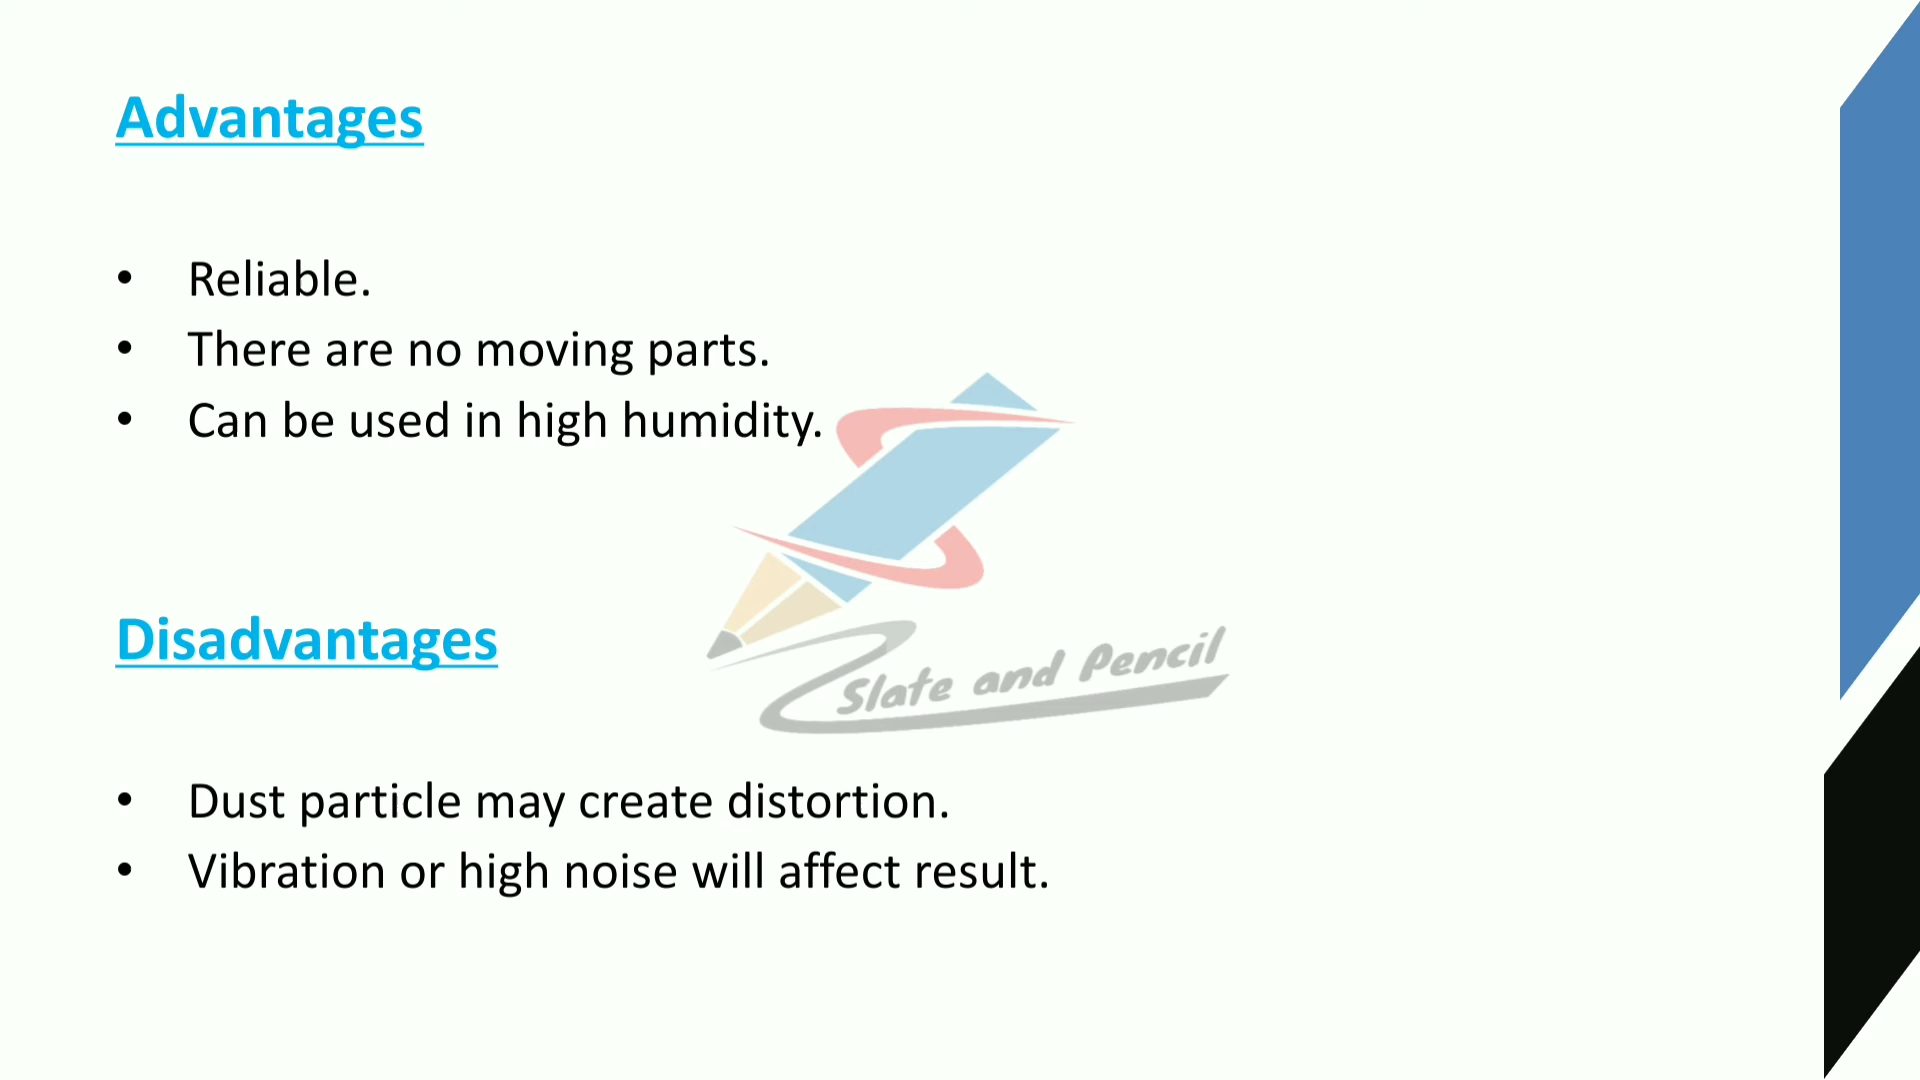 Advantages
• Reliable.
• There are no moving parts.
• Can be used in high humidity.
Disadvantages
Slate and Pencil
• Dust particle may create distortion.
• Vibration or high noise will affect result.